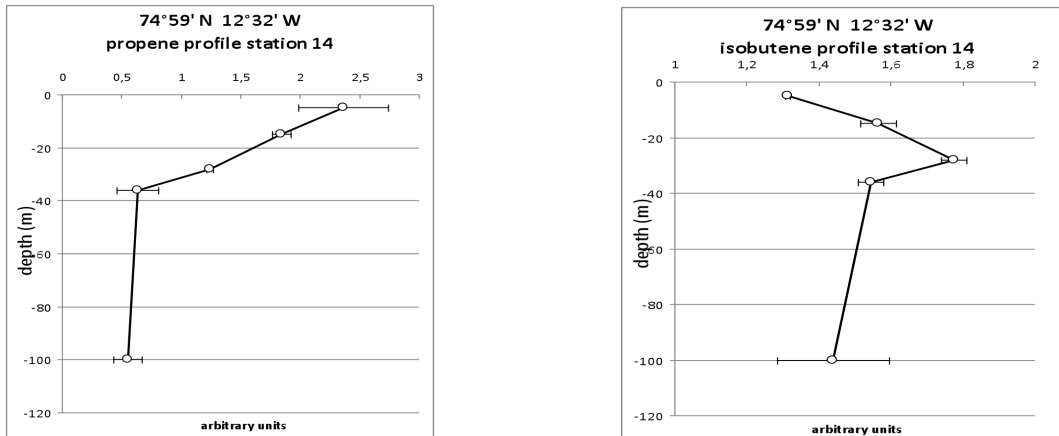 74°59' N 12°32' W
propene profile station 14
0 0,5 1 1,5 2 2,5 3
0
-20
-40
-60
-80
-100
-120
depth (m)
arbitrary units
74°59' N 12°32' W
isobutene profile station 14
1 1,2 1,4 1,6 1,8 2
0
-20
-40
-60
-80
-100
-120
depth (m)
arbitrary units